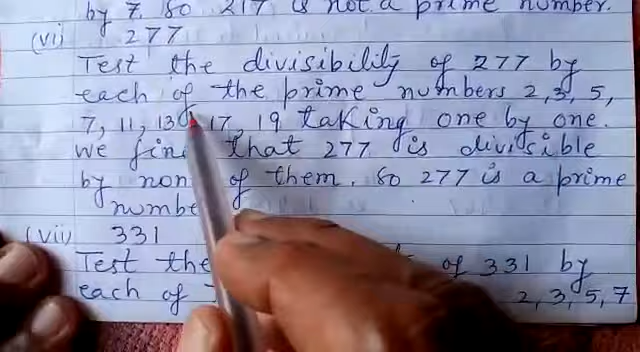 by 7. so 217 is not a prime number.
(vi) 277
Test the divisibility of 277 by
each of the prime numbers 2, 3, 5,
7, 11, 13, 17, 19 taking one by one.
we find that 277 is divisible
by non of them. so 277 is a prime
numbe
(vii) 331
Test the of 331 by
each of 2, 3, 5, 7